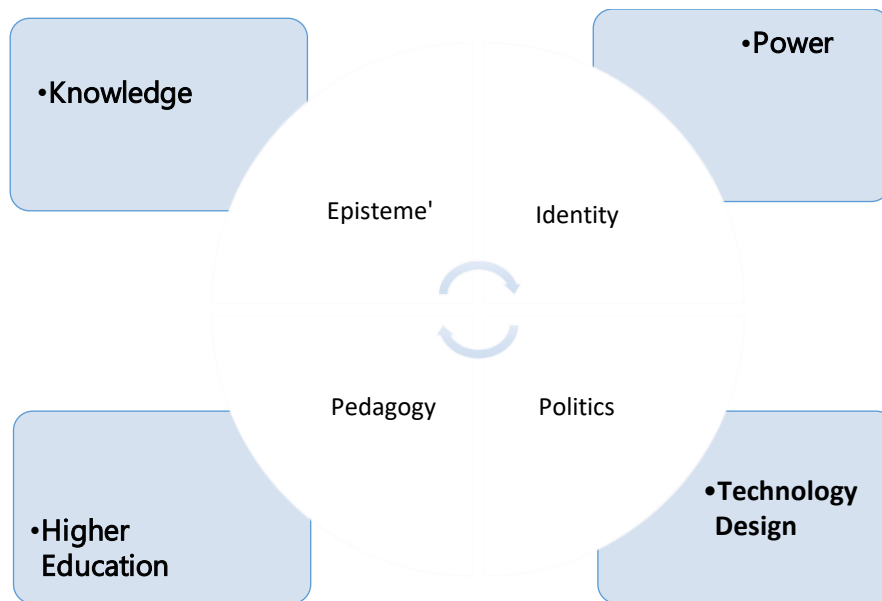 •Knowledge
•Power
Episteme'
Identity
Pedagogy
Politics
•Higher
Education
•Technology
Design